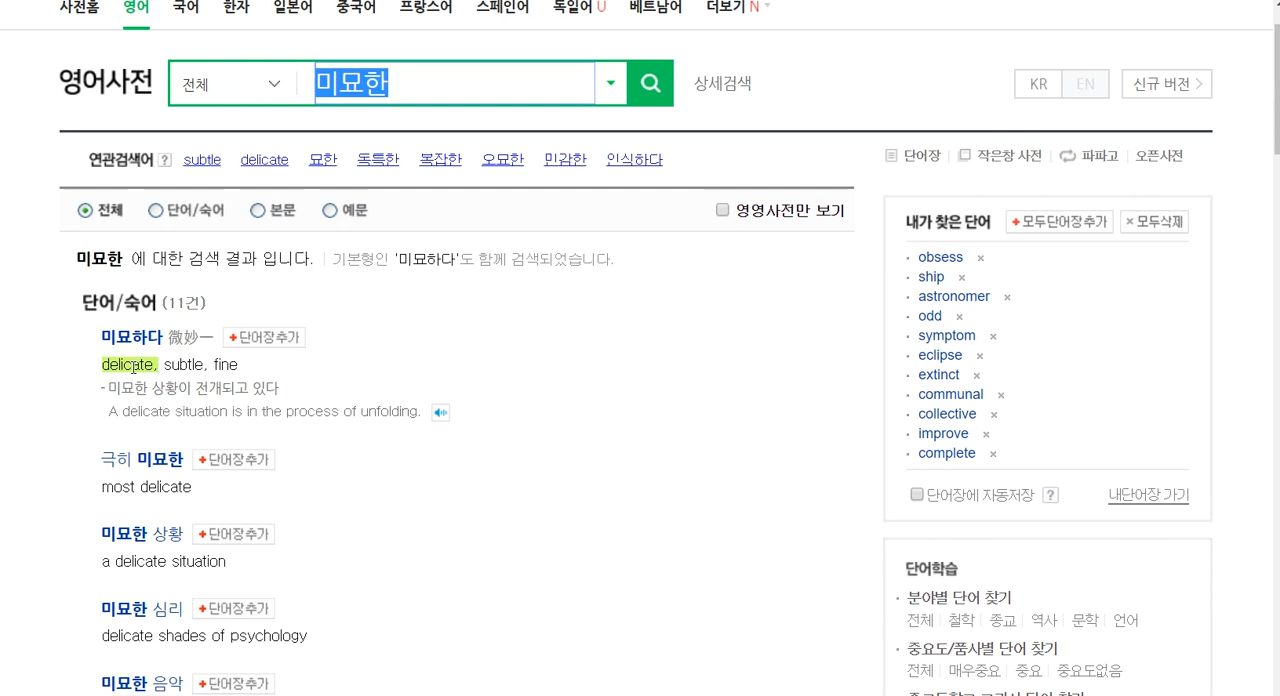 사전홈 영어 국어 한자 일본어 중국어 프랑스어 스페인어 독일어 U 베트남어 더보기 N
영어사전 전체 미묘한 상세검색 KR EN 신규 버전
연관검색어 ? subtle delicate 묘한 독특한 복잡한 오묘한 민감한 인식하다
단어장 작은창 사전 파파고 오픈사전
전체 단어/숙어 본문 예문 영영사전만 보기
미묘한 에 대한 검색 결과 입니다. 기본형인 '미묘하다'도 함께 검색되었습니다.
단어/숙어 (11건)
미묘하다 微妙一 +단어장추가
delicate, subtle, fine
- 미묘한 상황이 전개되고 있다
A delicate situation is in the process of unfolding.
극히 미묘한 +단어장추가
most delicate
미묘한 상황 +단어장추가
a delicate situation
미묘한 심리 +단어장추가
delicate shades of psychology
미묘한 음악 +단어장추가
내가 찾은 단어 +모두단어장추가 ×모두삭제
· obsess ×
· ship ×
· astronomer ×
· odd ×
· symptom ×
· eclipse ×
· extinct ×
· communal ×
· collective ×
· improve ×
· complete ×
단어장에 자동저장 ? 내단어장 가기
단어학습
· 분야별 단어 찾기
전체 철학 종교 역사 문학 언어
· 중요도/품사별 단어 찾기
전체 매우중요 중요 중요도없음